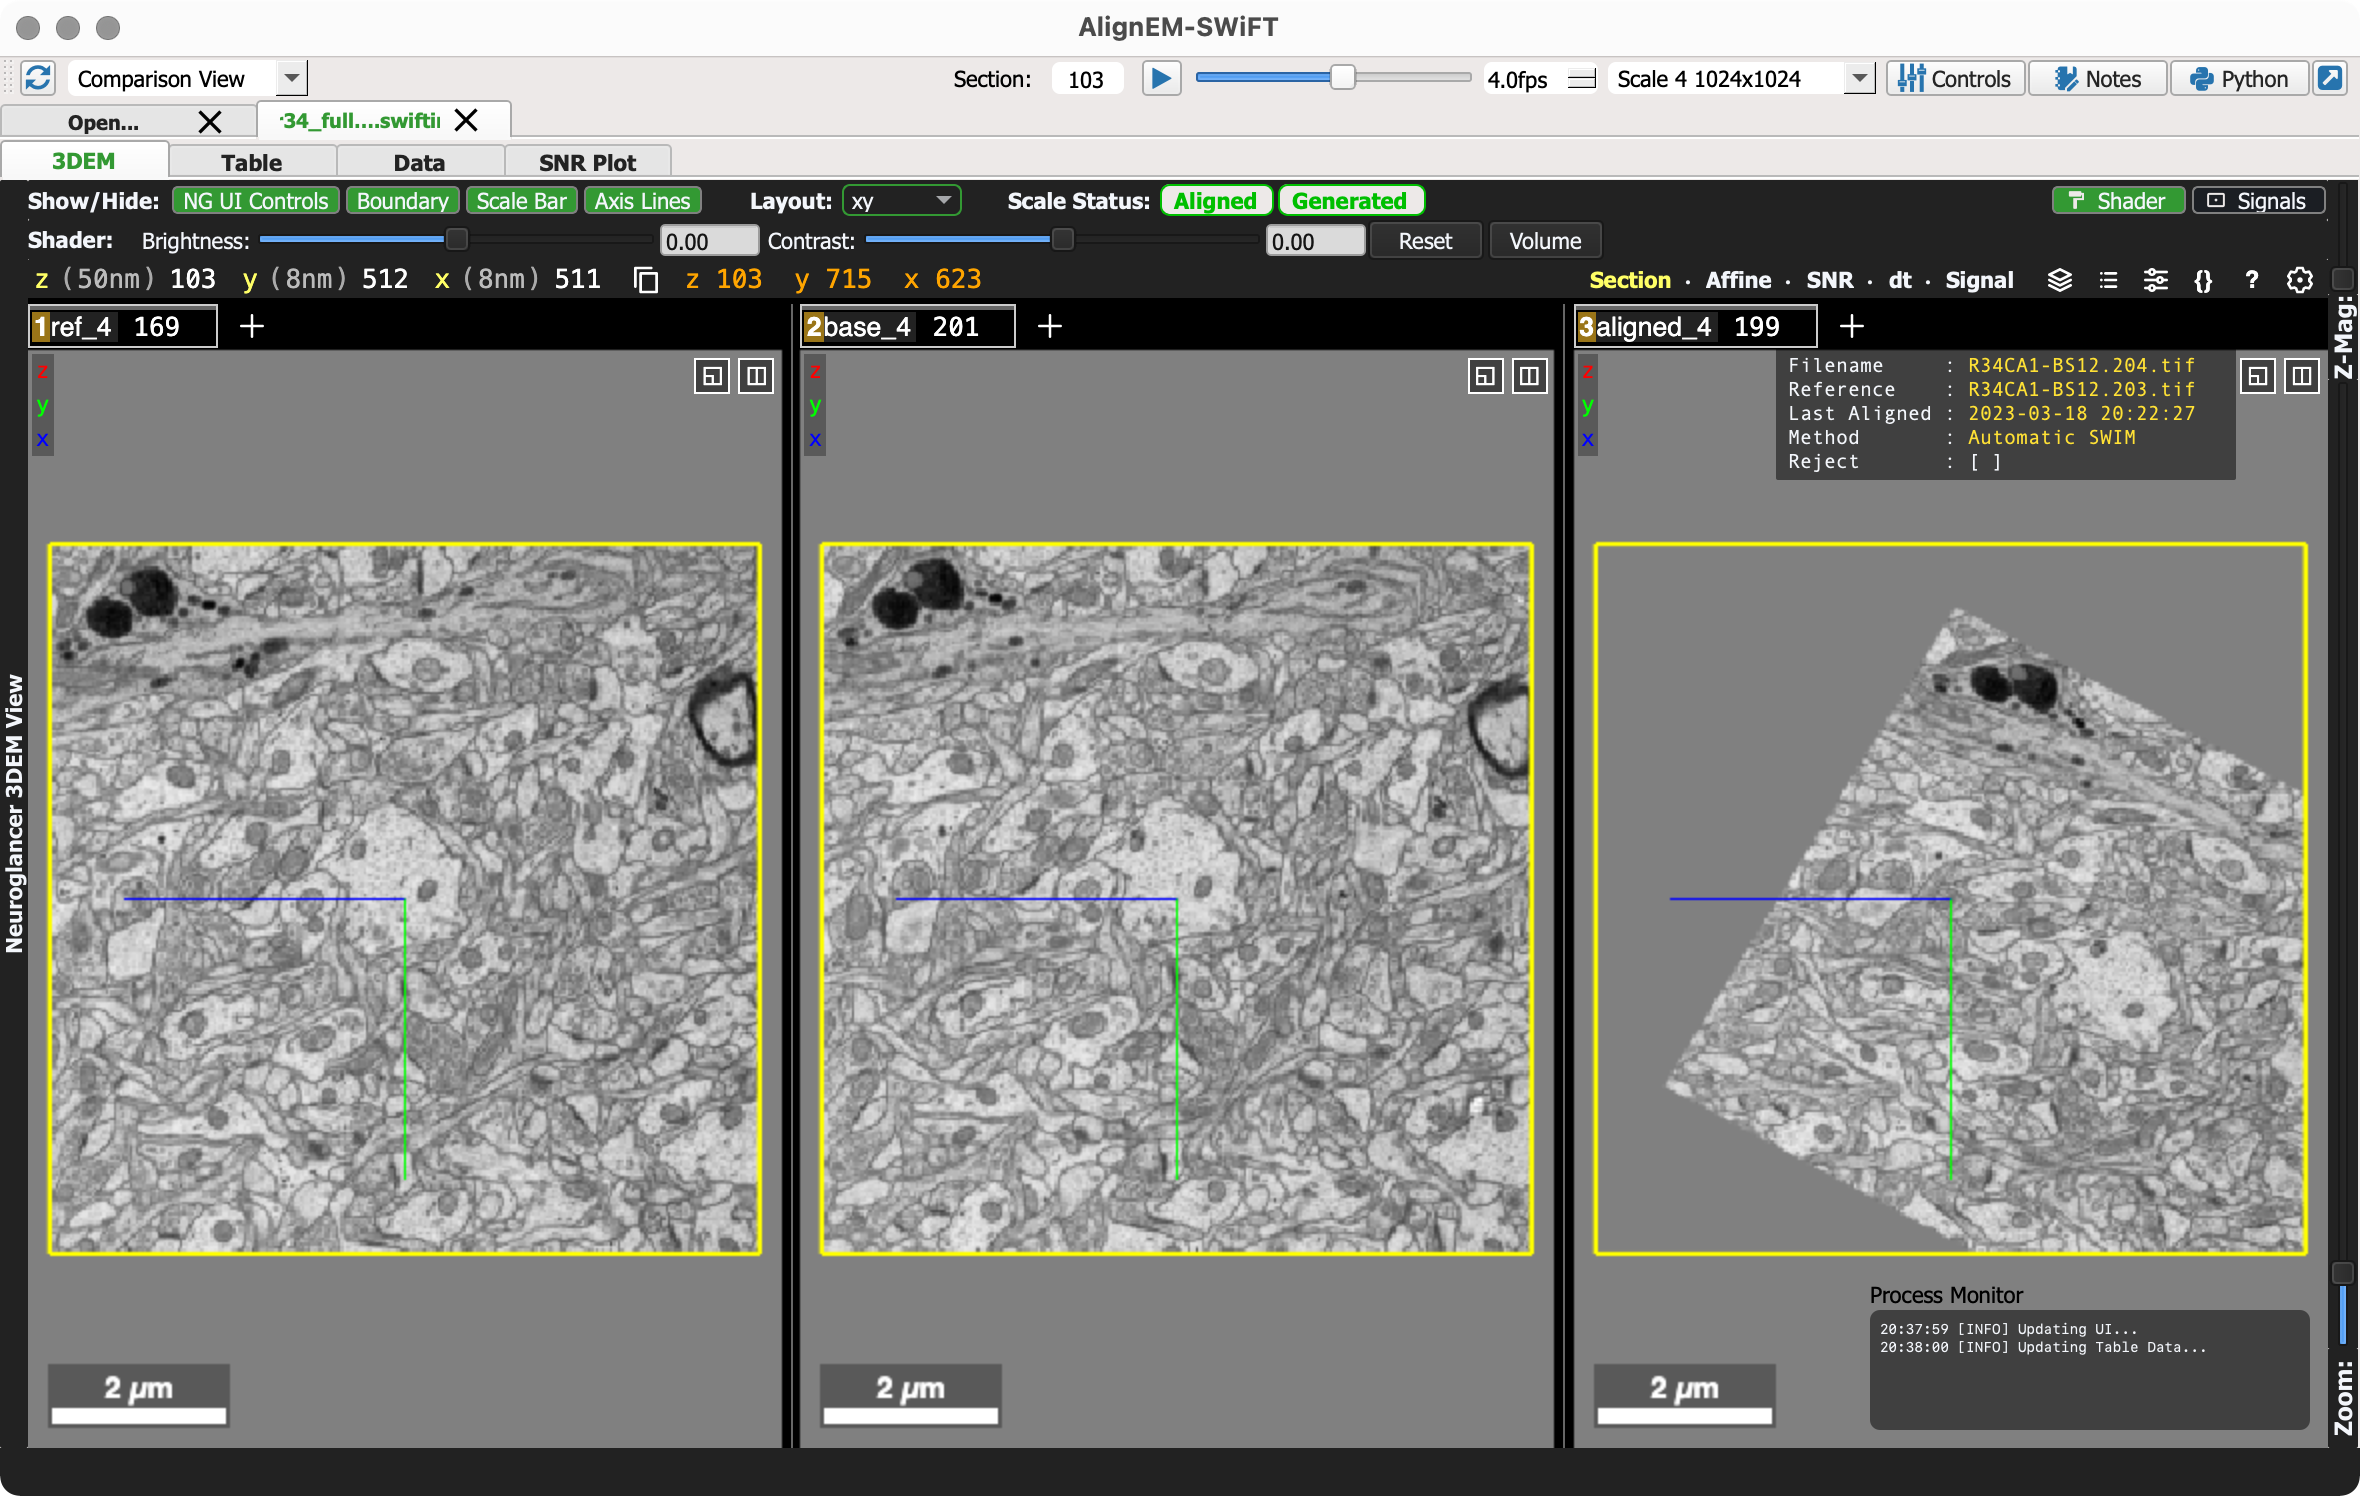 AlignEM-SWiFT
Comparison View
Section: 103 4.0fps Scale 4 1024x1024 Controls Notes Python
Open... 34_full....swiftir
3DEM Table Data SNR Plot
Show/Hide: NG UI Controls Boundary Scale Bar Axis Lines Layout: xy Scale Status: Aligned Generated Shader Signals
Shader: Brightness: 0.00 Contrast: 0.00 Reset Volume
z (50nm) 103 y (8nm) 512 x (8nm) 511 z 103 y 715 x 623 Section · Affine · SNR · dt · Signal {} ?
1 ref_4 169 +
2 base_4 201 +
3 aligned_4 199 +
z
y
x
z
y
x
z
y
x
Filename : R34CA1-BS12.204.tif
Reference : R34CA1-BS12.203.tif
Last Aligned : 2023-03-18 20:22:27
Method : Automatic SWIM
Reject : [ ]
Z-Mag:
Neuroglancer 3DEM View
2 µm
2 µm
2 µm
Process Monitor
20:37:59 [INFO] Updating UI...
20:38:00 [INFO] Updating Table Data...
Zoom: